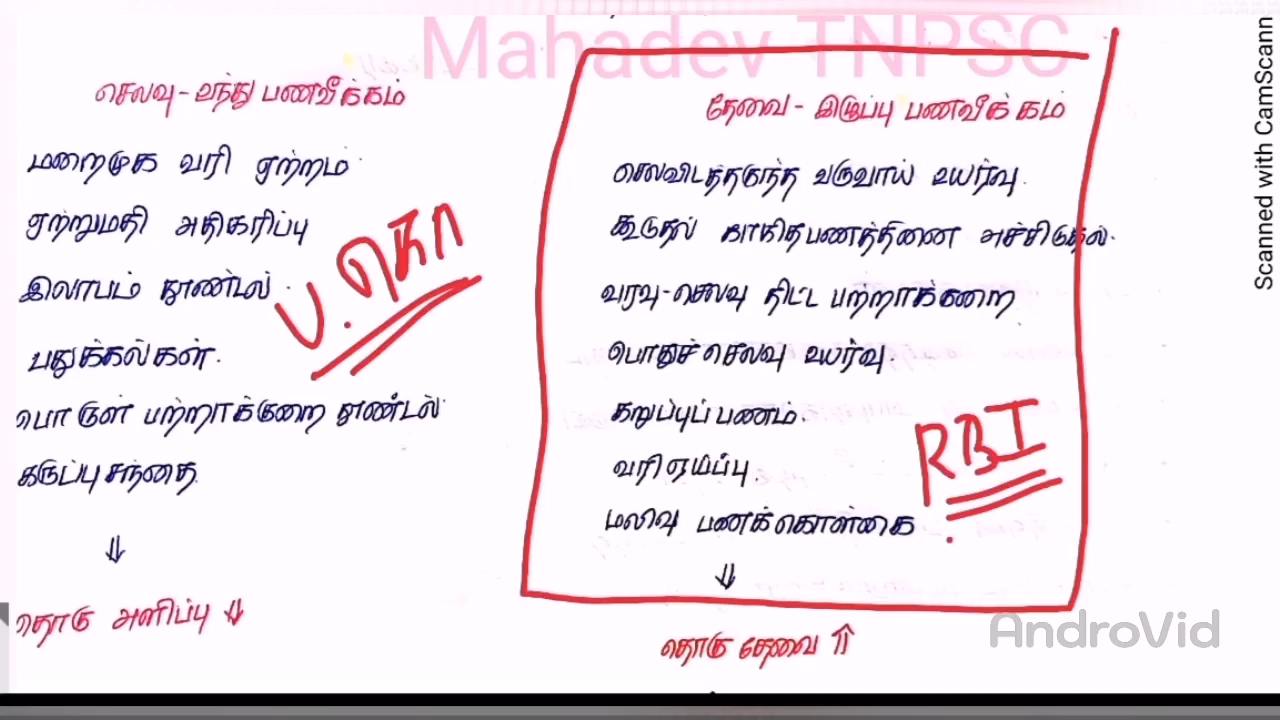 Mahadev TNPSC
செலவு - உந்து பணவீக்கம்
மறைமுக வரி ஏற்றம்
ஏற்றுமதி அதிகரிப்பு
இலாபம் தூண்டல்
பதுக்கல்கள்.
பொருள் பற்றாக்குறை தூண்டல்
கருப்பு சந்தை
⇓
தொகு அளிப்பு ⇓
ப. கொ
தேவை - இழுப்பு பணவீக்கம்
செலவிடத்தகுந்த வருவாய் உயர்வு.
கூடுதல் காகிதபணத்தினை அச்சிடுதல்.
வரவு-செலவு திட்ட பற்றாக்குறை
பொதுச் செலவு உயர்வு.
கறுப்புப் பணம்.
வரி ஏய்ப்பு.
மலிவு பணக்கொள்கை
⇓
தொகு தேவை ⇑
RBI
Scanned with CamScann
AndroVid